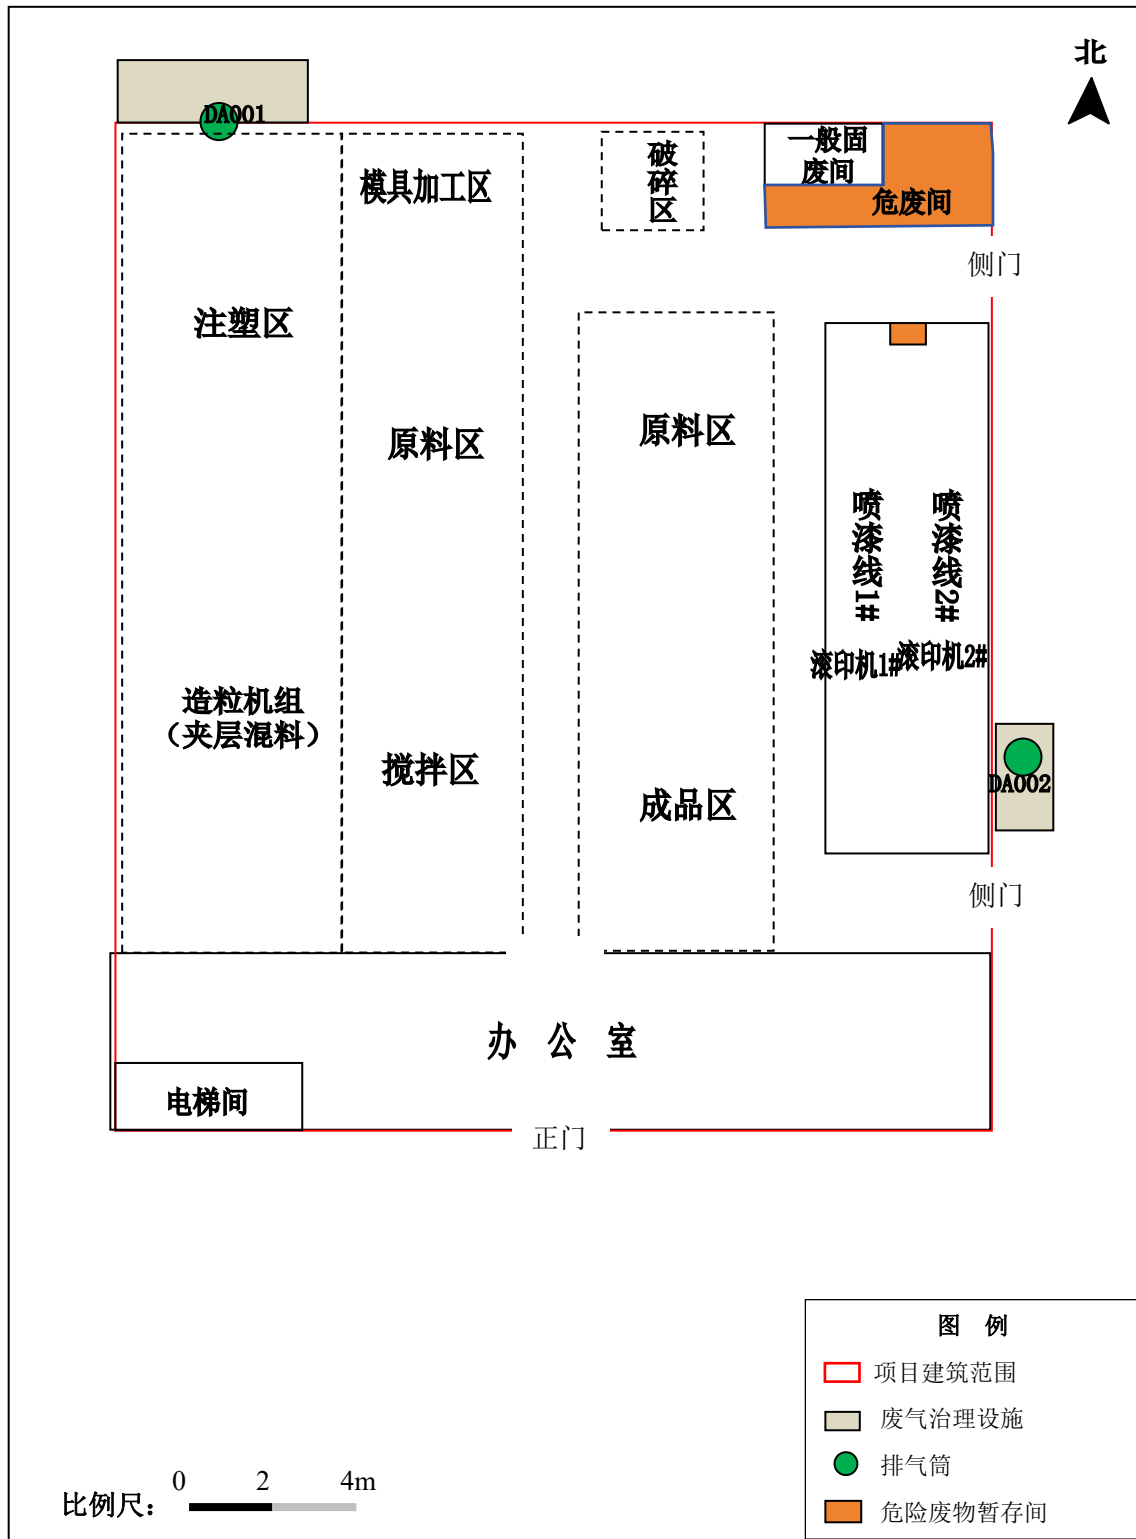 北
DA001
模具加工区
破碎区
一般固
废间
危废间
侧门
注塑区
原料区
原料区
喷漆线1#
喷漆线2#
滚印机1#
滚印机2#
造粒机组
（夹层混料）
搅拌区
成品区
DA002
侧门
办 公 室
电梯间
正门
图 例
项目建筑范围
废气治理设施
排气筒
危险废物暂存间
比例尺：
0 2 4m